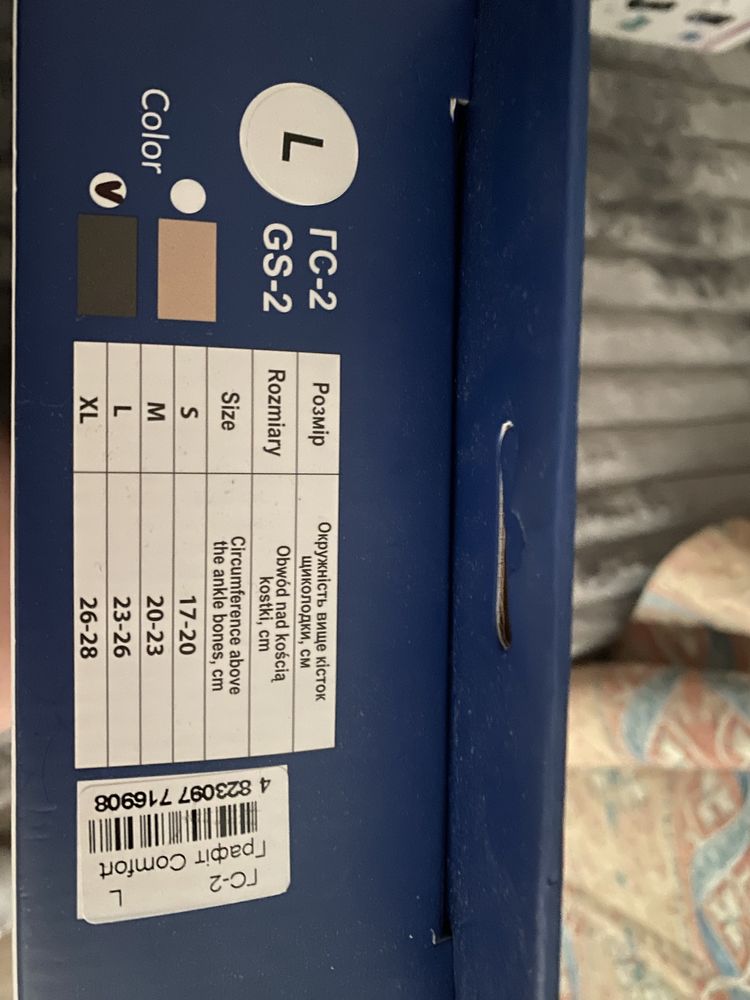 L
ГС-2
GS-2
Color
Розмір
Окружність вище кісток
щиколодки, см
Rozmiary
Obwód nad kością
kostki, cm
Size
Circumference above
the ankle bones, cm
S 17-20
M 20-23
L 23-26
XL 26-28
ГС-2 L
Графіт Comfort
4 823097 716908